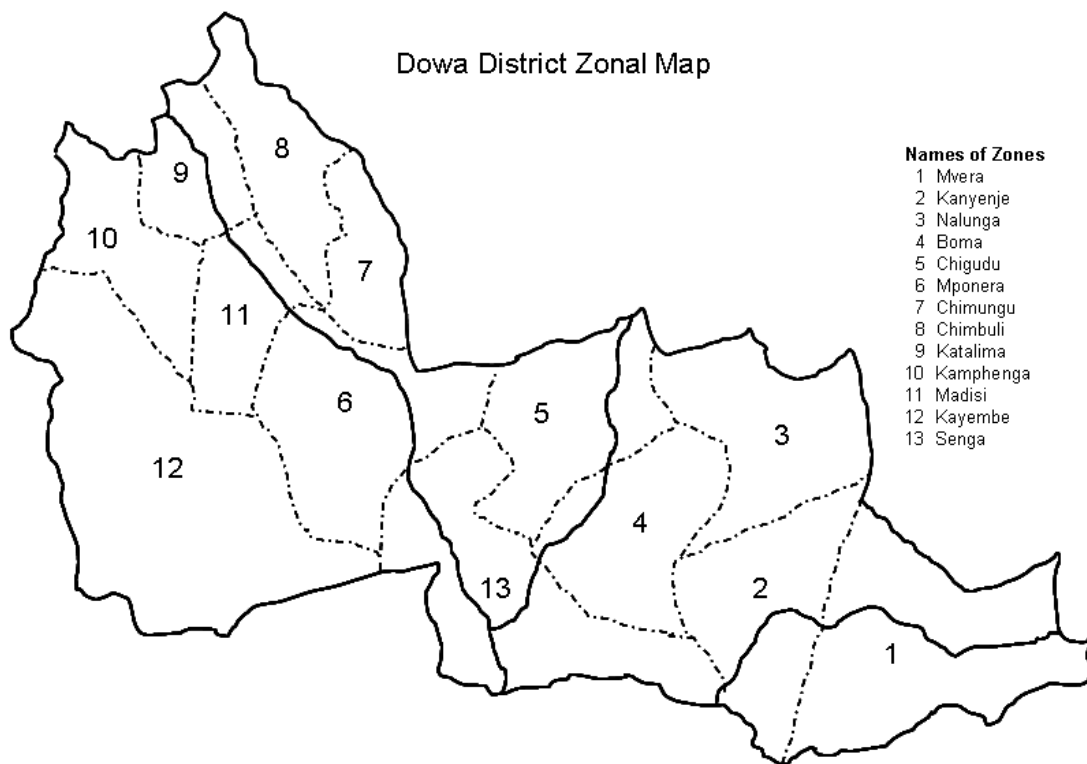 Dowa District Zonal Map
Names of Zones
1 Mvera
2 Kanyenje
3 Nalunga
4 Boma
5 Chigudu
6 Mponera
7 Chimungu
8 Chimbuli
9 Katalima
10 Kamphenga
11 Madisi
12 Kayembe
13 Senga
8
9
10
7
11
6
5
3
12
4
13
2
1